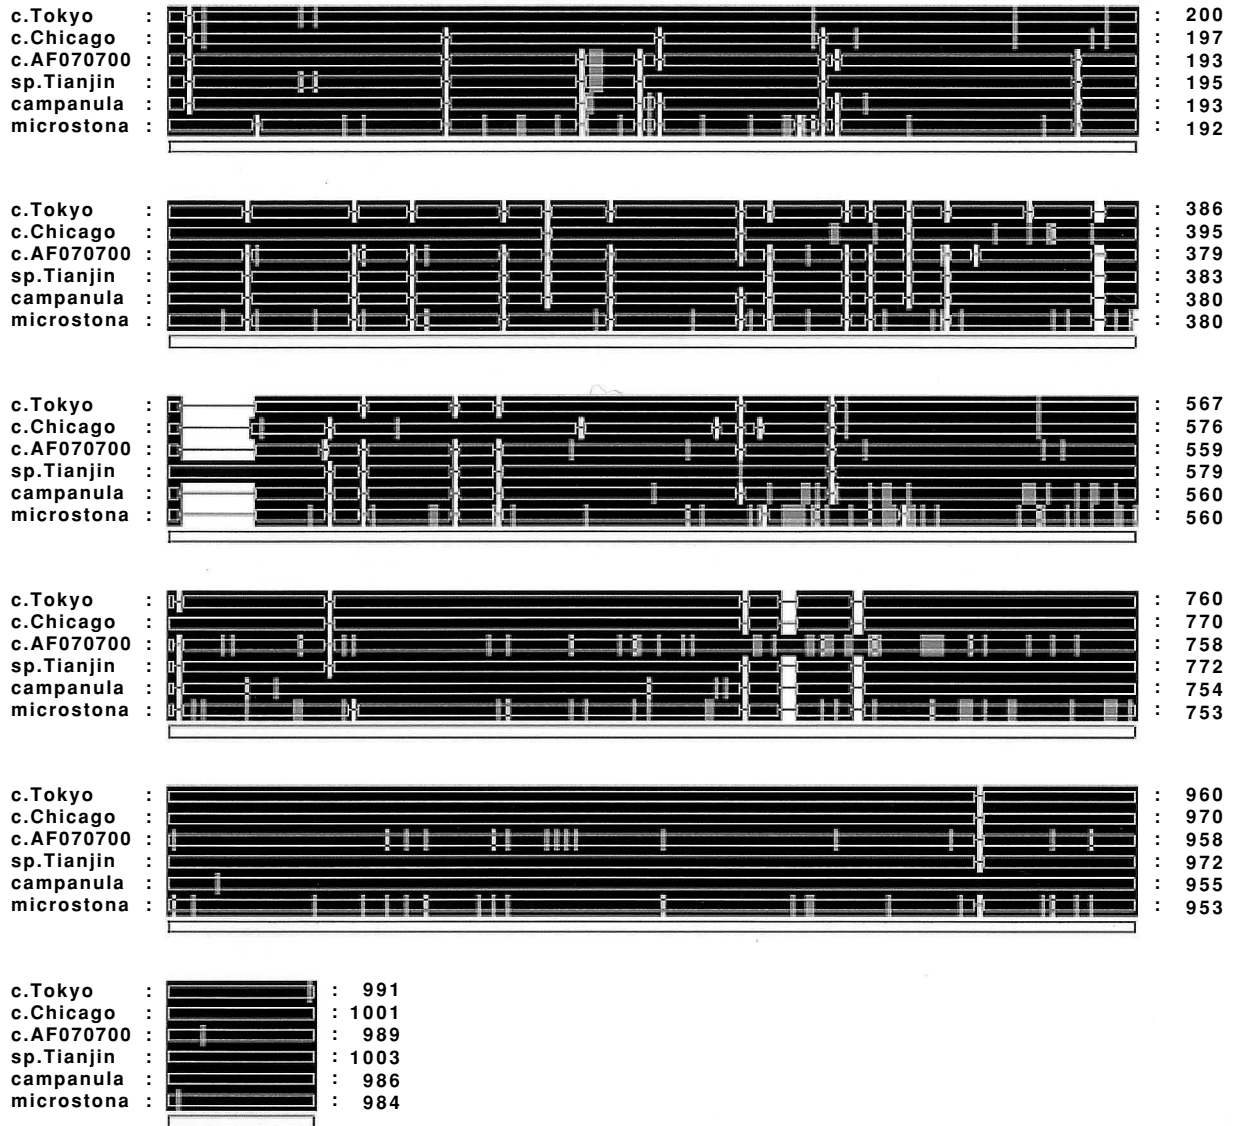 c.Tokyo : : 200
c.Chicago : : 197
c.AF070700 : : 193
sp.Tianjin : : 195
campanula : : 193
microstona : : 192
c.Tokyo : : 386
c.Chicago : : 395
c.AF070700 : : 379
sp.Tianjin : : 383
campanula : : 380
microstona : : 380
c.Tokyo : : 567
c.Chicago : : 576
c.AF070700 : : 559
sp.Tianjin : : 579
campanula : : 560
microstona : : 560
c.Tokyo : : 760
c.Chicago : : 770
c.AF070700 : : 758
sp.Tianjin : : 772
campanula : : 754
microstona : : 753
c.Tokyo : : 960
c.Chicago : : 970
c.AF070700 : : 958
sp.Tianjin : : 972
campanula : : 955
microstona : : 953
c.Tokyo : : 991
c.Chicago : : 1001
c.AF070700 : : 989
sp.Tianjin : : 1003
campanula : : 986
microstona : : 984